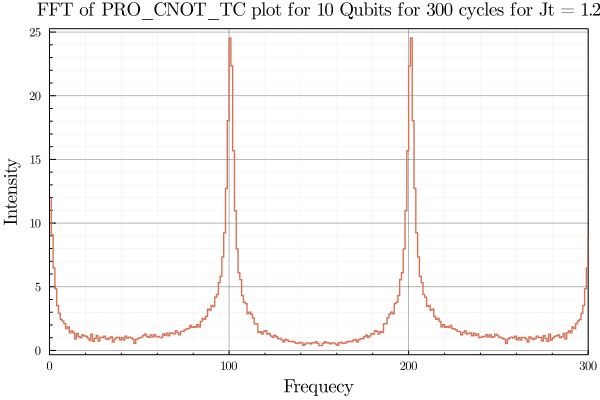 FFT of PRO_CNOT_TC plot for 10 Qubits for 300 cycles for Jt = 1.2
25
20
15
10
5
0
Intensity
0 100 200 300
Frequecy